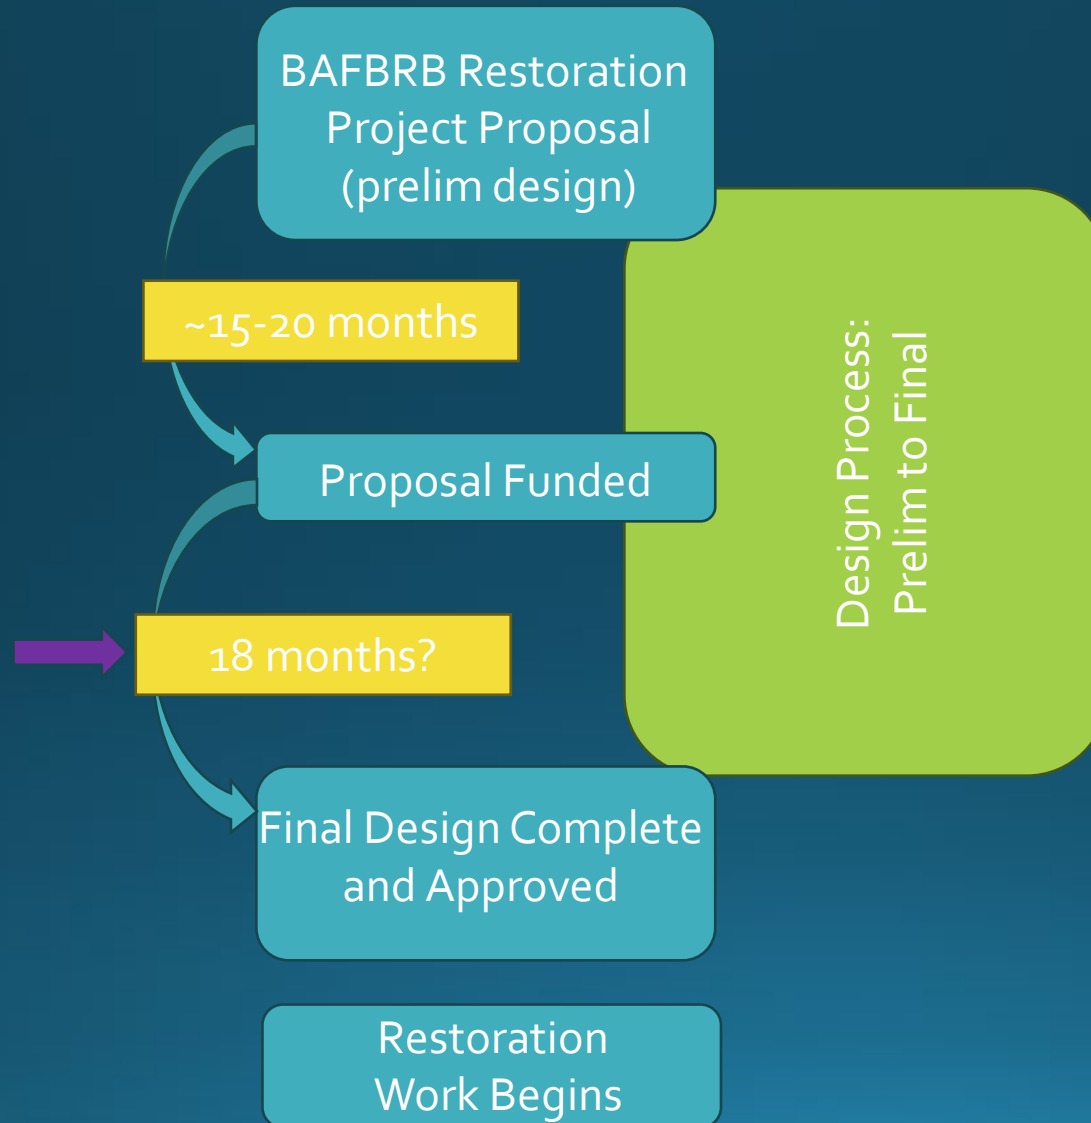 BAFBRB Restoration
Project Proposal
(prelim design)
~15-20 months
Proposal Funded
Design Process:
Prelim to Final
18 months?
Final Design Complete
and Approved
Restoration
Work Begins